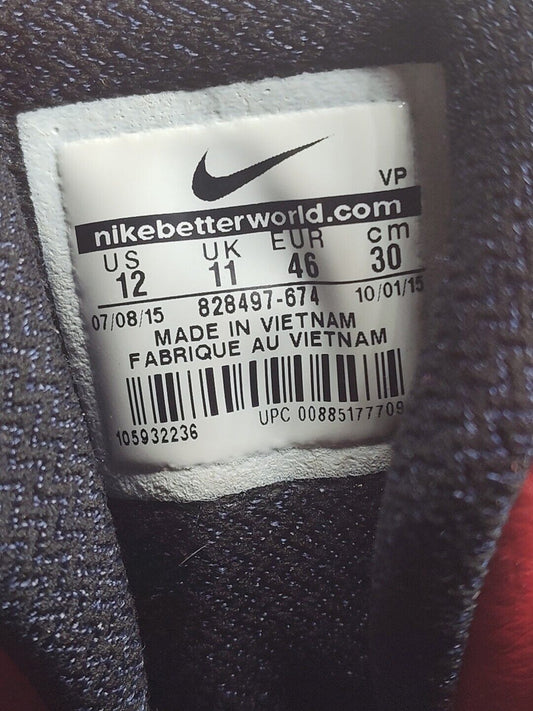 VP
nikebetterworld.com
US UK EUR cm
12 11 46 30
07/08/15 828497-674 10/01/15
MADE IN VIETNAM
FABRIQUE AU VIETNAM
105932236 UPC 00885177709